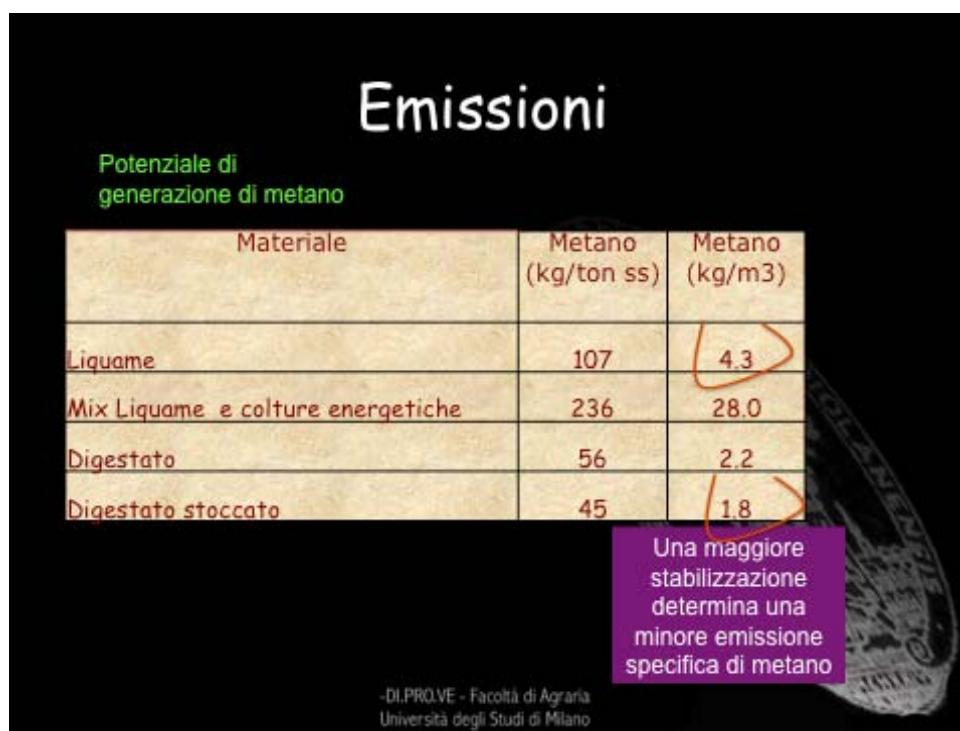 Emissioni
Potenziale di
generazione di metano
Materiale Metano Metano
(kg/ton ss) (kg/m3)
Liquame 107 4.3
Mix Liquame e colture energetiche 236 28.0
Digestato 56 2.2
Digestato stoccato 45 1.8
Una maggiore
stabilizzazione
determina una
minore emissione
specifica di metano
-DI.PRO.VE - Facoltà di Agraria
Università degli Studi di Milano